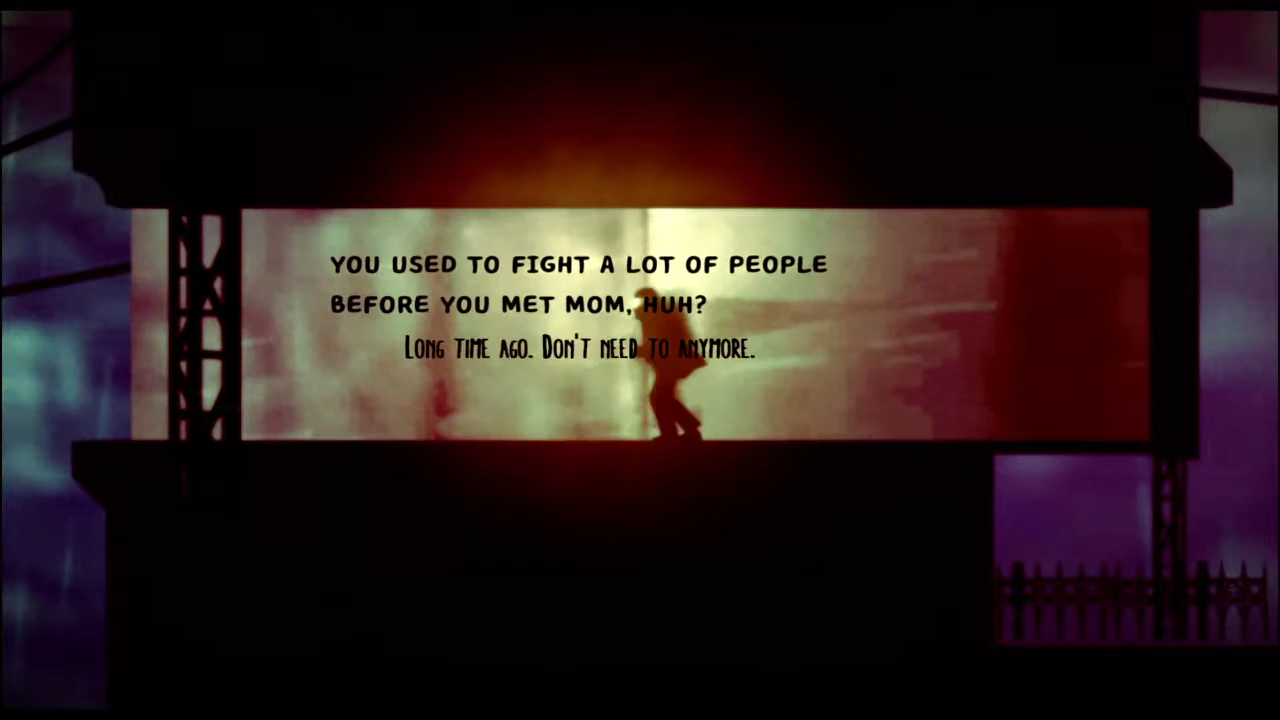 YOU USED TO FIGHT A LOT OF PEOPLE
BEFORE YOU MET MOM, HUH?
LONG TIME AGO. DON'T NEED TO ANYMORE.